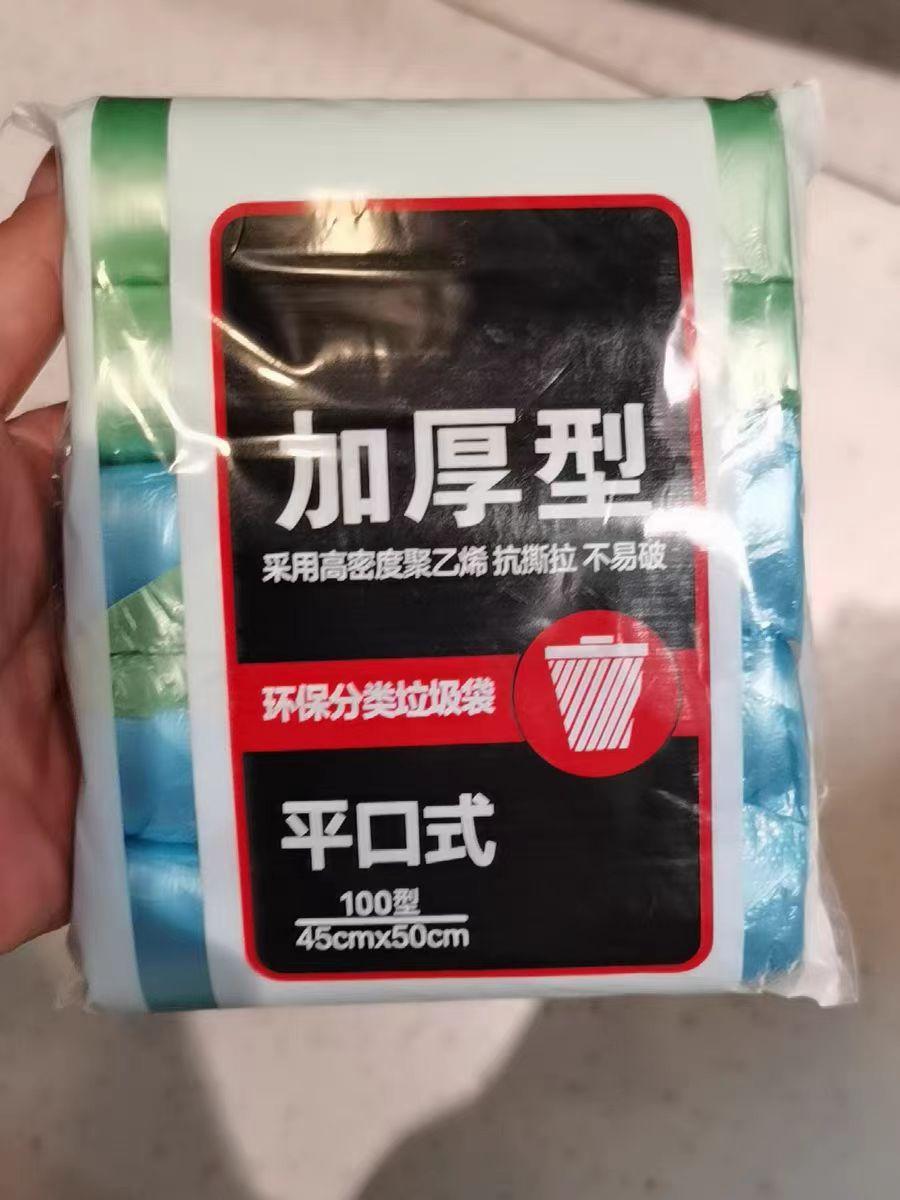 加厚型
采用高密度聚乙烯 抗撕拉 不易破
环保分类垃圾袋
平口式
100型
45cmx50cm